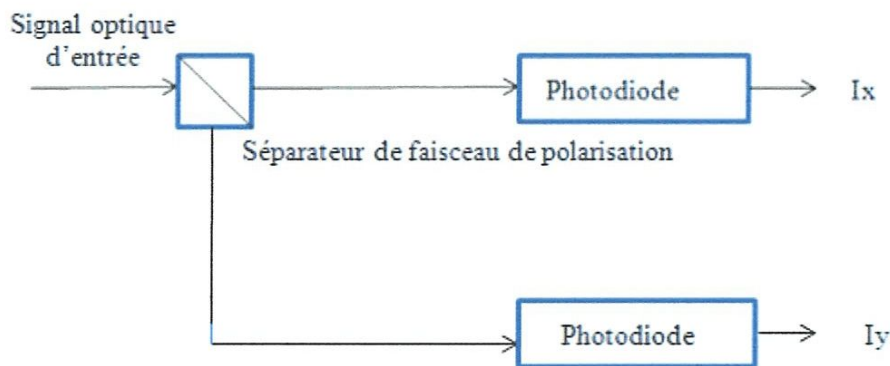 Signal optique
d'entrée
Photodiode
Ix
Séparateur de faisceau de polarisation
Photodiode
Iy